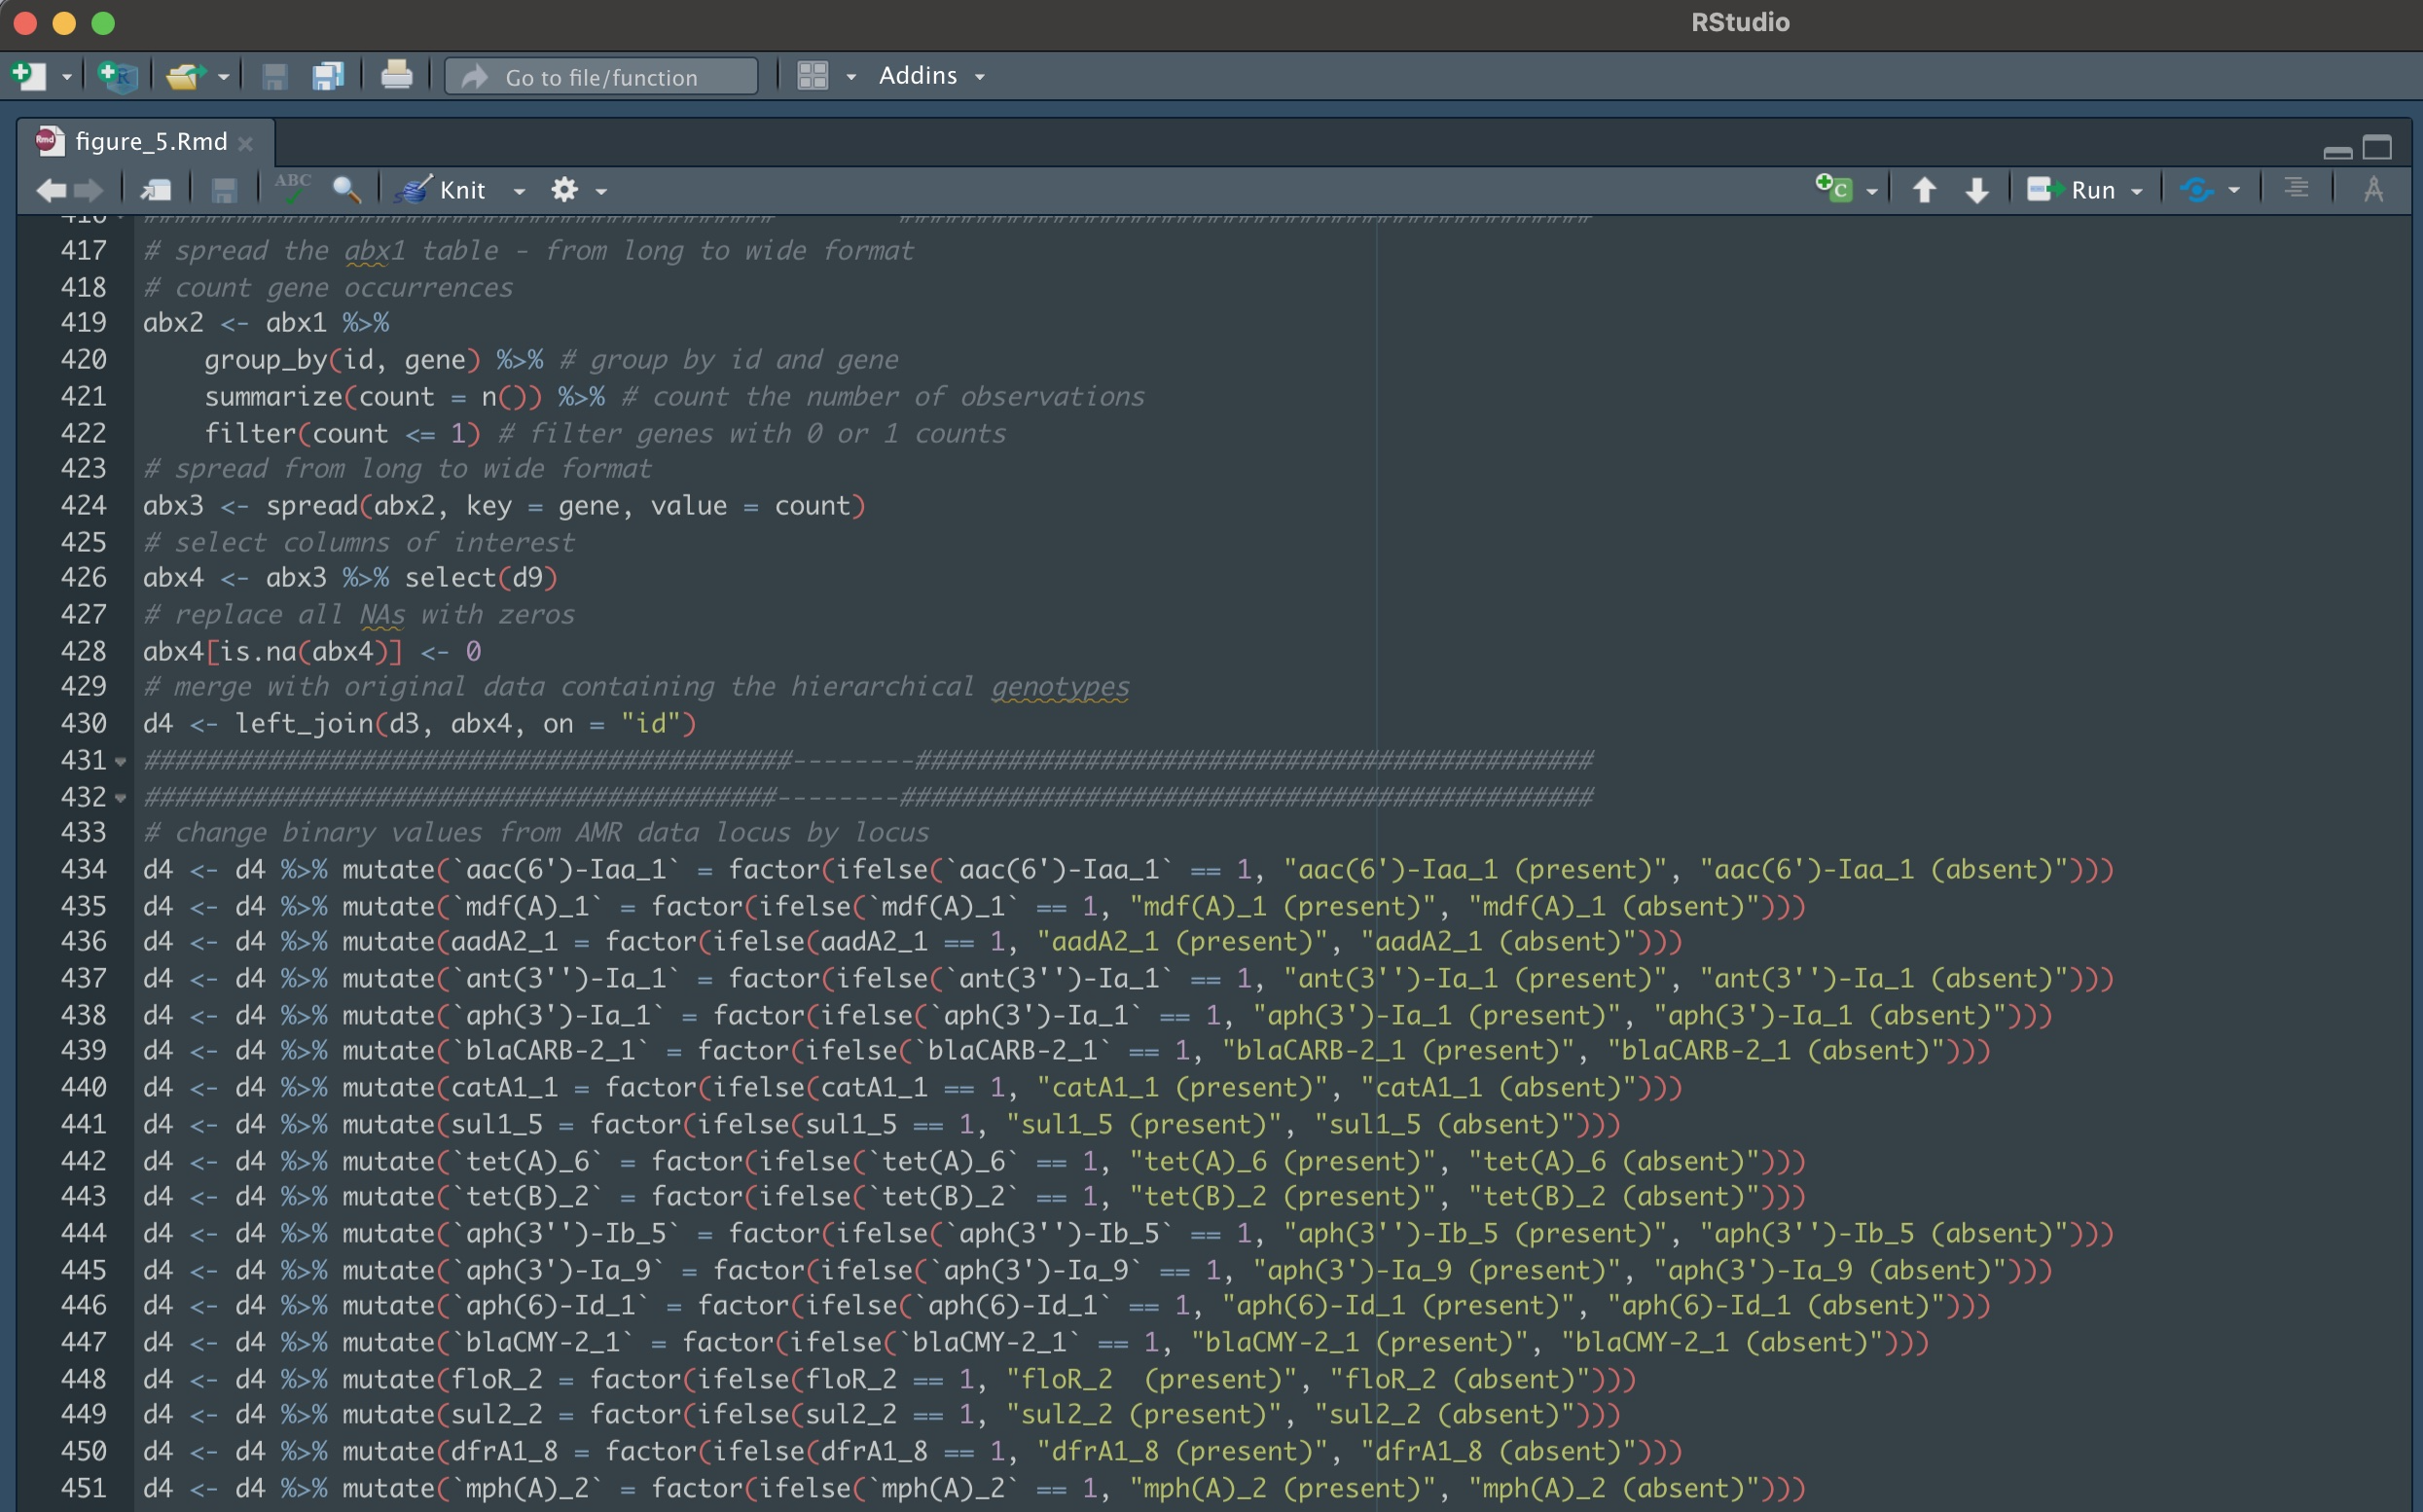 RStudio
Go to file/function
Addins
figure_5.Rmd
ABC
Knit
Run
417 # spread the abx1 table - from long to wide format
418 # count gene occurrences
419 abx2 <- abx1 %>%
420     group_by(id, gene) %>% # group by id and gene
421     summarize(count = n()) %>% # count the number of observations
422     filter(count <= 1) # filter genes with 0 or 1 counts
423 # spread from long to wide format
424 abx3 <- spread(abx2, key = gene, value = count)
425 # select columns of interest
426 abx4 <- abx3 %>% select(d9)
427 # replace all NAs with zeros
428 abx4[is.na(abx4)] <- 0
429 # merge with original data containing the hierarchical genotypes
430 d4 <- left_join(d3, abx4, on = "id")
431 ##########################################--------############################################
432 #########################################--------#############################################
433 # change binary values from AMR data locus by locus
434 d4 <- d4 %>% mutate(`aac(6')-Iaa_1` = factor(ifelse(`aac(6')-Iaa_1` == 1, "aac(6')-Iaa_1 (present)", "aac(6')-Iaa_1 (absent)")))
435 d4 <- d4 %>% mutate(`mdf(A)_1` = factor(ifelse(`mdf(A)_1` == 1, "mdf(A)_1 (present)", "mdf(A)_1 (absent)")))
436 d4 <- d4 %>% mutate(aadA2_1 = factor(ifelse(aadA2_1 == 1, "aadA2_1 (present)", "aadA2_1 (absent)")))
437 d4 <- d4 %>% mutate(`ant(3'')-Ia_1` = factor(ifelse(`ant(3'')-Ia_1` == 1, "ant(3'')-Ia_1 (present)", "ant(3'')-Ia_1 (absent)")))
438 d4 <- d4 %>% mutate(`aph(3')-Ia_1` = factor(ifelse(`aph(3')-Ia_1` == 1, "aph(3')-Ia_1 (present)", "aph(3')-Ia_1 (absent)")))
439 d4 <- d4 %>% mutate(`blaCARB-2_1` = factor(ifelse(`blaCARB-2_1` == 1, "blaCARB-2_1 (present)", "blaCARB-2_1 (absent)")))
440 d4 <- d4 %>% mutate(catA1_1 = factor(ifelse(catA1_1 == 1, "catA1_1 (present)", "catA1_1 (absent)")))
441 d4 <- d4 %>% mutate(sul1_5 = factor(ifelse(sul1_5 == 1, "sul1_5 (present)", "sul1_5 (absent)")))
442 d4 <- d4 %>% mutate(`tet(A)_6` = factor(ifelse(`tet(A)_6` == 1, "tet(A)_6 (present)", "tet(A)_6 (absent)")))
443 d4 <- d4 %>% mutate(`tet(B)_2` = factor(ifelse(`tet(B)_2` == 1, "tet(B)_2 (present)", "tet(B)_2 (absent)")))
444 d4 <- d4 %>% mutate(`aph(3'')-Ib_5` = factor(ifelse(`aph(3'')-Ib_5` == 1, "aph(3'')-Ib_5 (present)", "aph(3'')-Ib_5 (absent)")))
445 d4 <- d4 %>% mutate(`aph(3')-Ia_9` = factor(ifelse(`aph(3')-Ia_9` == 1, "aph(3')-Ia_9 (present)", "aph(3')-Ia_9 (absent)")))
446 d4 <- d4 %>% mutate(`aph(6)-Id_1` = factor(ifelse(`aph(6)-Id_1` == 1, "aph(6)-Id_1 (present)", "aph(6)-Id_1 (absent)")))
447 d4 <- d4 %>% mutate(`blaCMY-2_1` = factor(ifelse(`blaCMY-2_1` == 1, "blaCMY-2_1 (present)", "blaCMY-2_1 (absent)")))
448 d4 <- d4 %>% mutate(floR_2 = factor(ifelse(floR_2 == 1, "floR_2  (present)", "floR_2 (absent)")))
449 d4 <- d4 %>% mutate(sul2_2 = factor(ifelse(sul2_2 == 1, "sul2_2 (present)", "sul2_2 (absent)")))
450 d4 <- d4 %>% mutate(dfrA1_8 = factor(ifelse(dfrA1_8 == 1, "dfrA1_8 (present)", "dfrA1_8 (absent)")))
451 d4 <- d4 %>% mutate(`mph(A)_2` = factor(ifelse(`mph(A)_2` == 1, "mph(A)_2 (present)", "mph(A)_2 (absent)")))